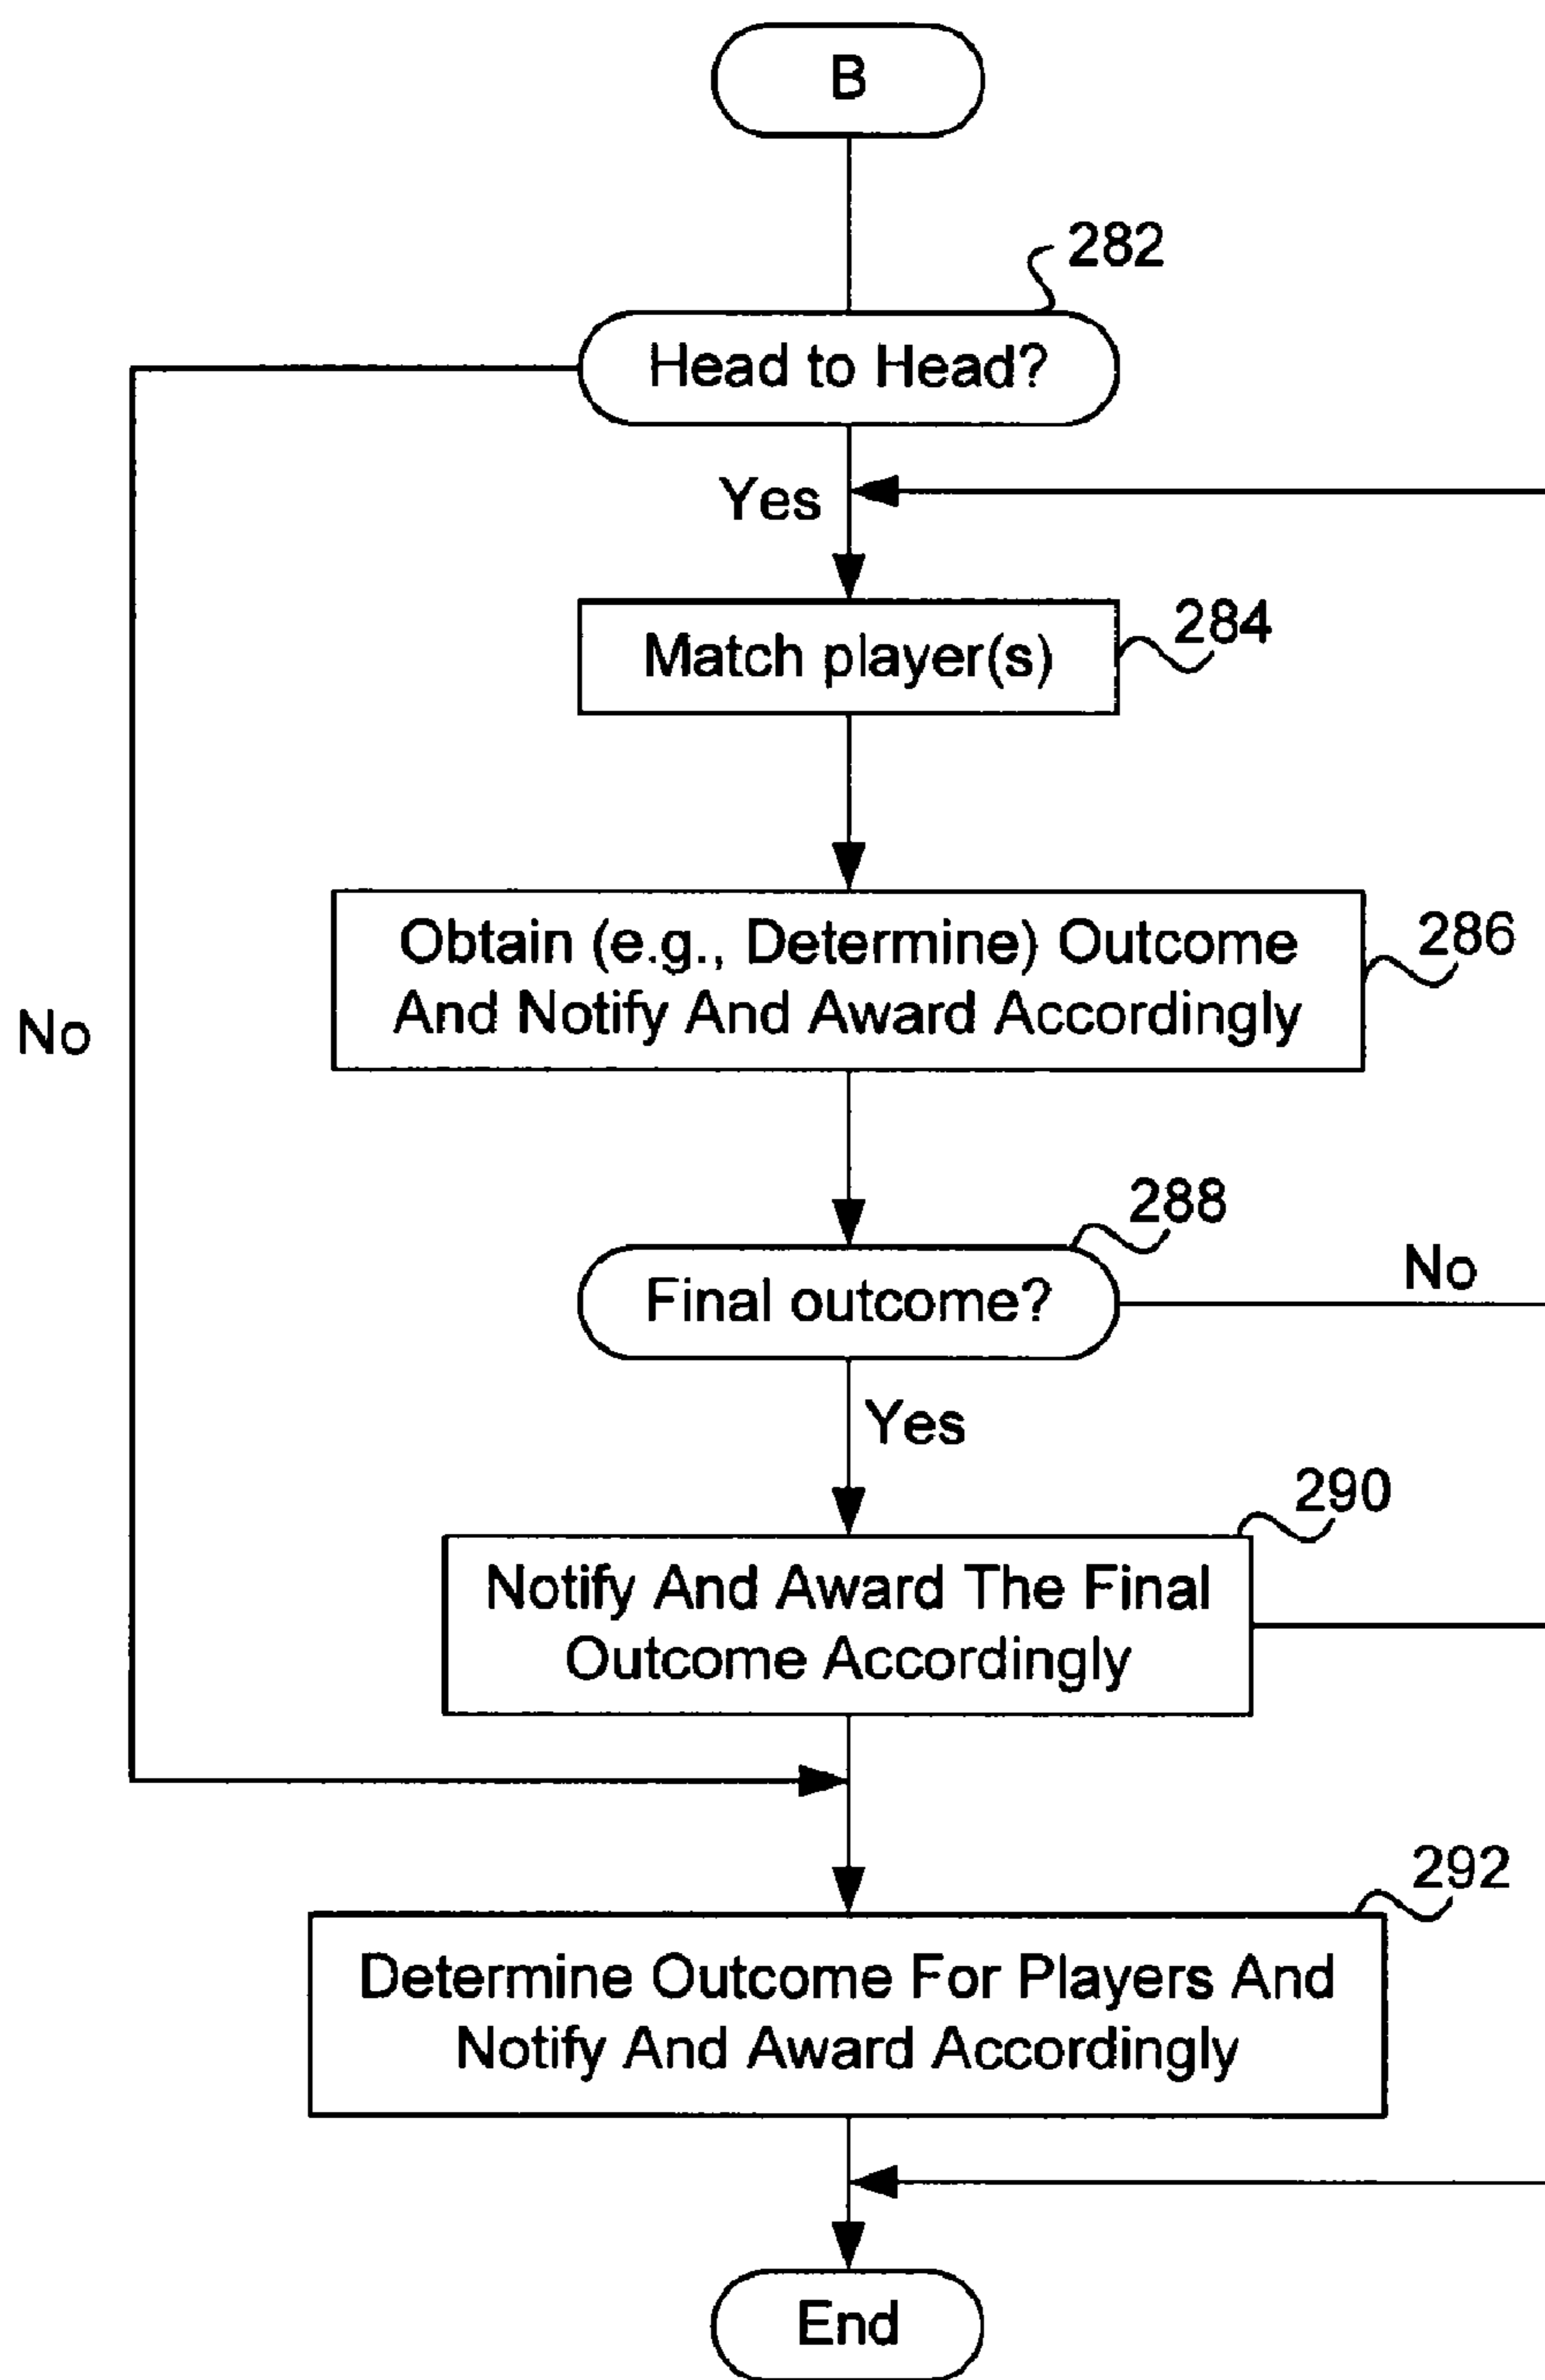 B
282
Head to Head?
Yes
284
Match player(s)
286
Obtain (e.g., Determine) Outcome
And Notify And Award Accordingly
No
288
Final outcome?
No
Yes
290
Notify And Award The Final
Outcome Accordingly
292
Determine Outcome For Players And
Notify And Award Accordingly
End